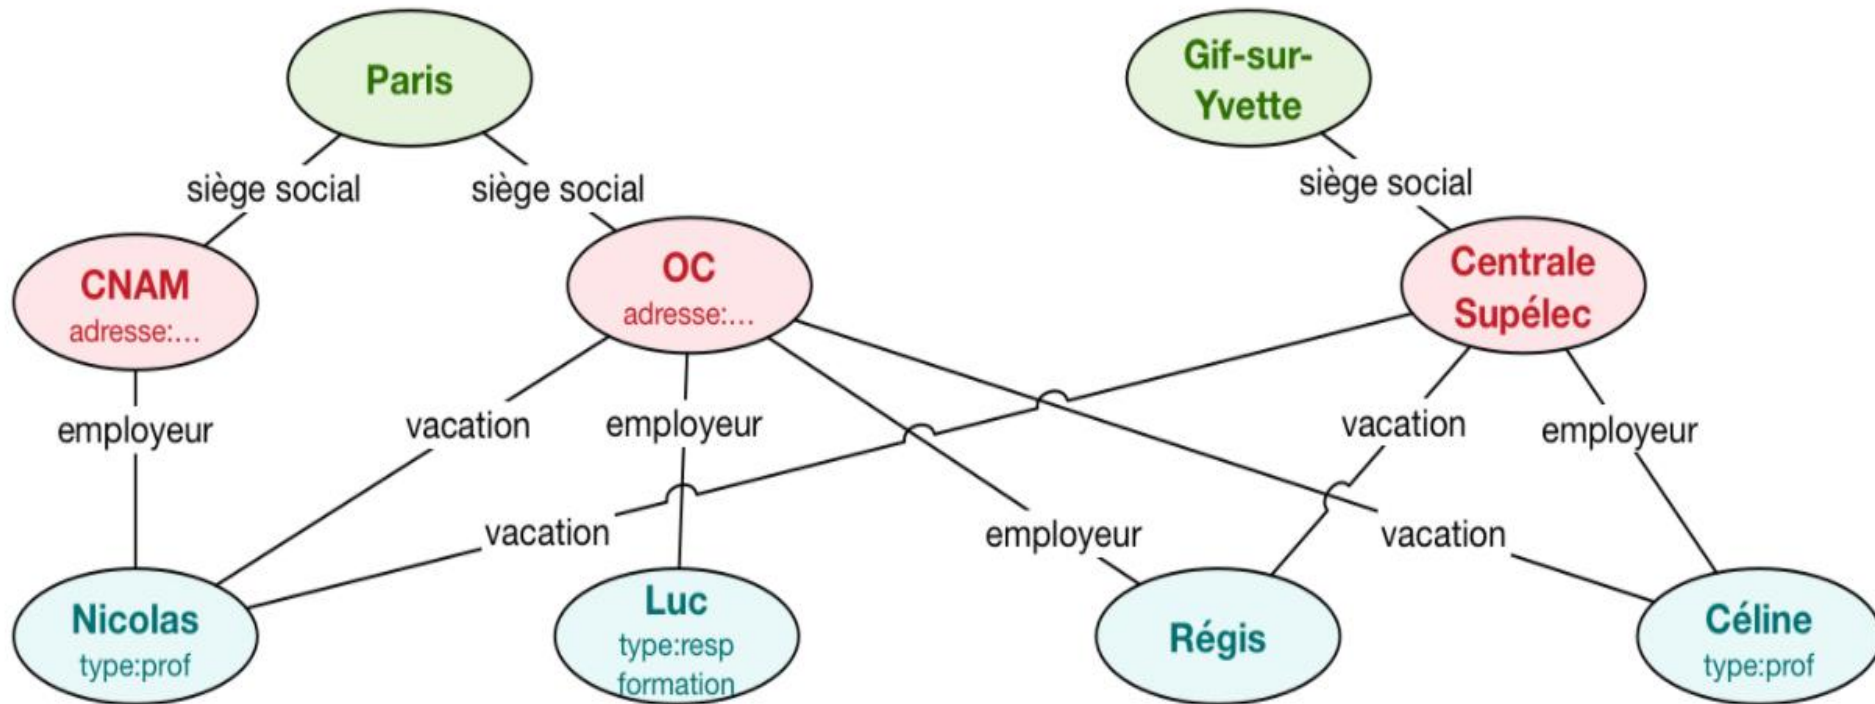 Paris
Gif-sur-
Yvette
siège social
siège social
siège social
CNAM
adresse:...
OC
adresse:...
Centrale
Supélec
employeur
vacation
employeur
vacation
employeur
vacation
employeur
vacation
Nicolas
type:prof
Luc
type:resp
formation
Régis
Céline
type:prof